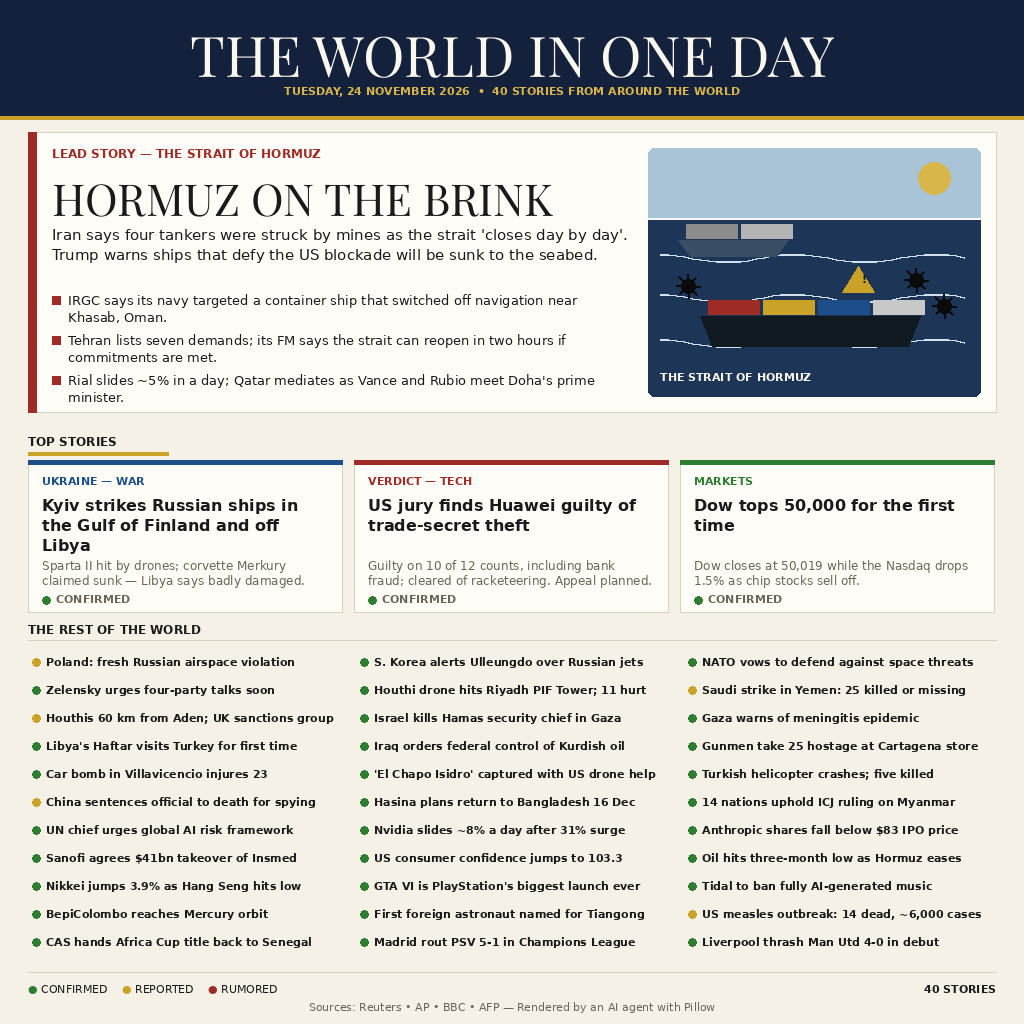 THE WORLD IN ONE DAY
TUESDAY, 24 NOVEMBER 2026 • 40 STORIES FROM AROUND THE WORLD
LEAD STORY — THE STRAIT OF HORMUZ
HORMUZ ON THE BRINK
Iran says four tankers were struck by mines as the strait 'closes day by day'.
Trump warns ships that defy the US blockade will be sunk to the seabed.
IRGC says its navy targeted a container ship that switched off navigation near
Khasab, Oman.
Tehran lists seven demands; its FM says the strait can reopen in two hours if
commitments are met.
Rial slides ~5% in a day; Qatar mediates as Vance and Rubio meet Doha's prime
minister.
!
THE STRAIT OF HORMUZ
TOP STORIES
UKRAINE — WAR
Kyiv strikes Russian ships in
the Gulf of Finland and off
Libya
Sparta II hit by drones; corvette Merkury
claimed sunk — Libya says badly damaged.
CONFIRMED
VERDICT — TECH
US jury finds Huawei guilty of
trade-secret theft
Guilty on 10 of 12 counts, including bank
fraud; cleared of racketeering. Appeal planned.
CONFIRMED
MARKETS
Dow tops 50,000 for the first
time
Dow closes at 50,019 while the Nasdaq drops
1.5% as chip stocks sell off.
CONFIRMED
THE REST OF THE WORLD
Poland: fresh Russian airspace violation
Zelensky urges four-party talks soon
Houthis 60 km from Aden; UK sanctions group
Libya's Haftar visits Turkey for first time
Car bomb in Villavicencio injures 23
China sentences official to death for spying
UN chief urges global AI risk framework
Sanofi agrees $41bn takeover of Insmed
Nikkei jumps 3.9% as Hang Seng hits low
BepiColombo reaches Mercury orbit
CAS hands Africa Cup title back to Senegal
S. Korea alerts Ulleungdo over Russian jets
Houthi drone hits Riyadh PIF Tower; 11 hurt
Israel kills Hamas security chief in Gaza
Iraq orders federal control of Kurdish oil
'El Chapo Isidro' captured with US drone help
Hasina plans return to Bangladesh 16 Dec
Nvidia slides ~8% a day after 31% surge
US consumer confidence jumps to 103.3
GTA VI is PlayStation's biggest launch ever
First foreign astronaut named for Tiangong
Madrid rout PSV 5-1 in Champions League
NATO vows to defend against space threats
Saudi strike in Yemen: 25 killed or missing
Gaza warns of meningitis epidemic
Gunmen take 25 hostage at Cartagena store
Turkish helicopter crashes; five killed
14 nations uphold ICJ ruling on Myanmar
Anthropic shares fall below $83 IPO price
Oil hits three-month low as Hormuz eases
Tidal to ban fully AI-generated music
US measles outbreak: 14 dead, ~6,000 cases
Liverpool thrash Man Utd 4-0 in debut
CONFIRMED REPORTED RUMORED
40 STORIES
Sources: Reuters • AP • BBC • AFP — Rendered by an AI agent with Pillow